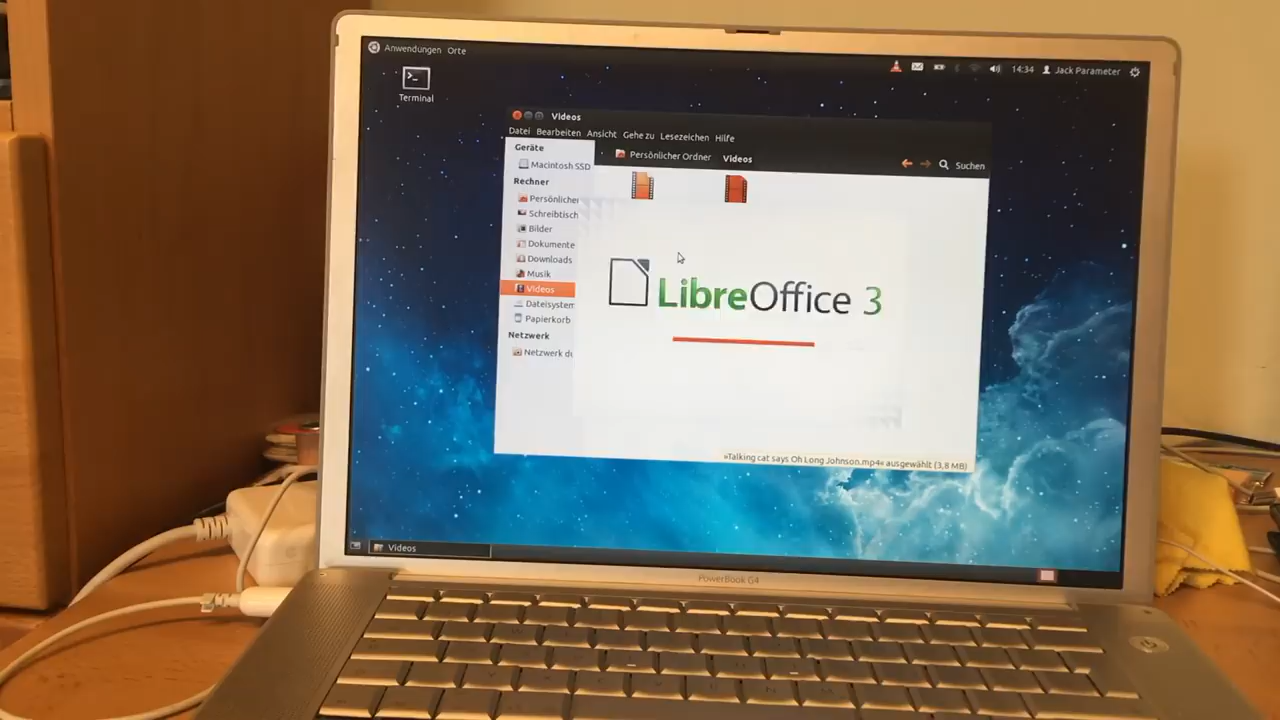 Anwendungen Orte
14:34 Jack Parameter
Terminal
Videos
Datei Bearbeiten Ansicht Gehe zu Lesezeichen Hilfe
Geräte
Persönlicher Ordner Videos
Suchen
Macintosh SSD
Rechner
Persönlicher
Schreibtisch
Bilder
Dokumente
Downloads
Musik
Videos
Dateisystem
Papierkorb
Netzwerk
Netzwerk du
LibreOffice 3
»Talking cat says Oh Long Johnson.mp4« ausgewählt (3,8 MB)
Videos
PowerBook G4